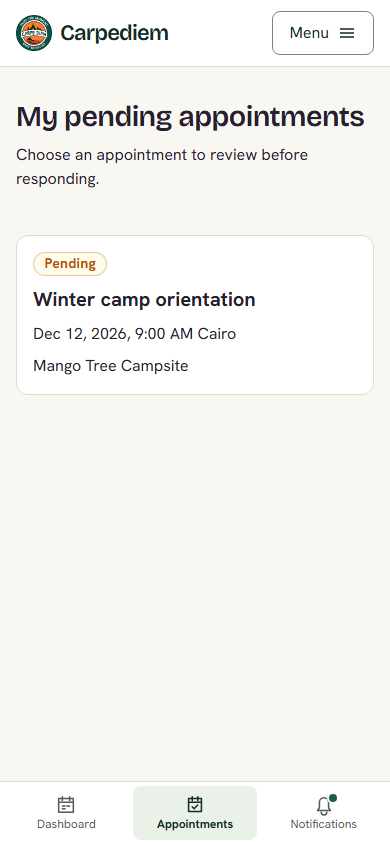 Carpediem
Menu
My pending appointments
Choose an appointment to review before
responding.
Pending
Winter camp orientation
Dec 12, 2026, 9:00 AM Cairo
Mango Tree Campsite
Dashboard
Appointments
Notifications